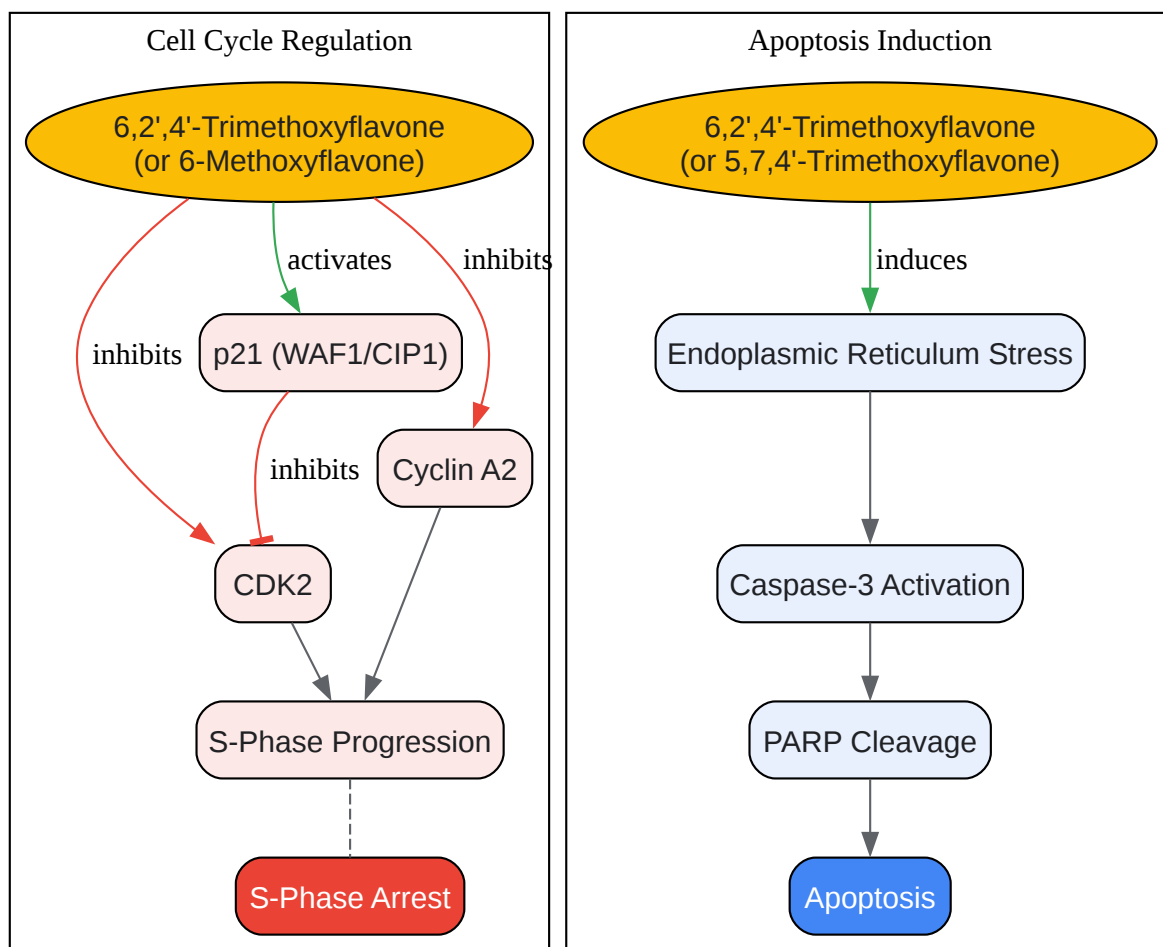 Cell Cycle Regulation
6,2',4'-Trimethoxyflavone
(or 6-Methoxyflavone)
activates
inhibits
p21 (WAF1/CIP1)
inhibits
Cyclin A2
inhibits
CDK2
S-Phase Progression
S-Phase Arrest
Apoptosis Induction
6,2',4'-Trimethoxyflavone
(or 5,7,4'-Trimethoxyflavone)
induces
Endoplasmic Reticulum Stress
Caspase-3 Activation
PARP Cleavage
Apoptosis